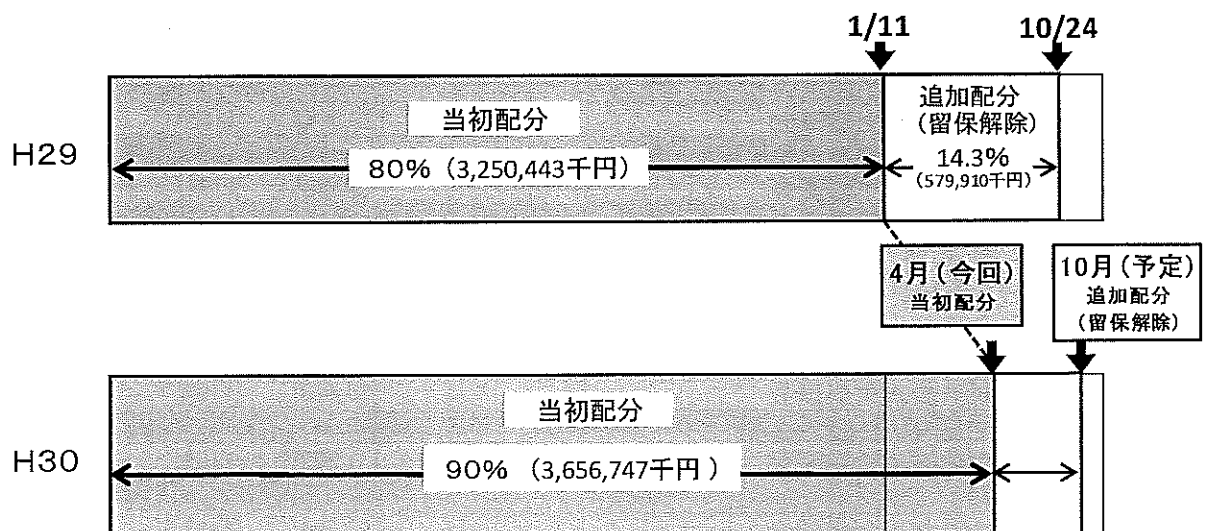 1/11
10/24
H29
当初配分
80%（3,250,443千円）
追加配分
（留保解除）
14.3%
（579,910千円）
4月（今回）
当初配分
10月（予定）
追加配分
（留保解除）
H30
当初配分
90%（3,656,747千円）